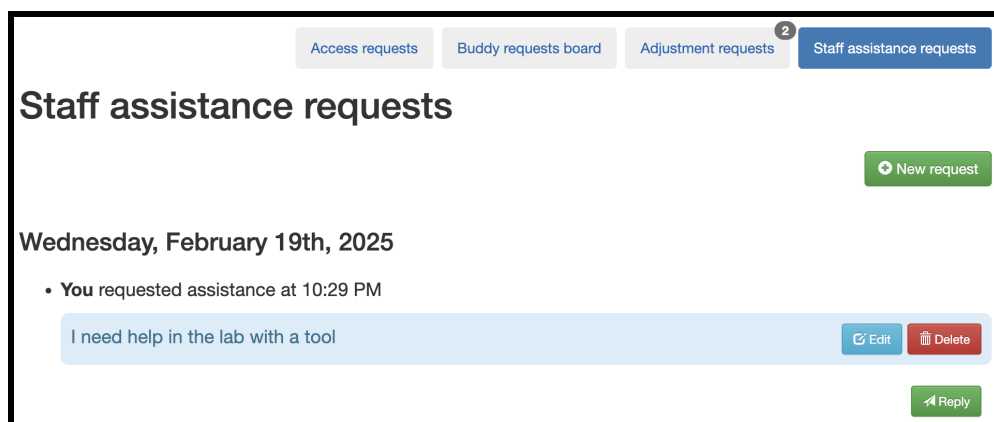 Access requests Buddy requests board Adjustment requests 2 Staff assistance requests
Staff assistance requests
New request
Wednesday, February 19th, 2025
• You requested assistance at 10:29 PM
I need help in the lab with a tool Edit Delete
Reply